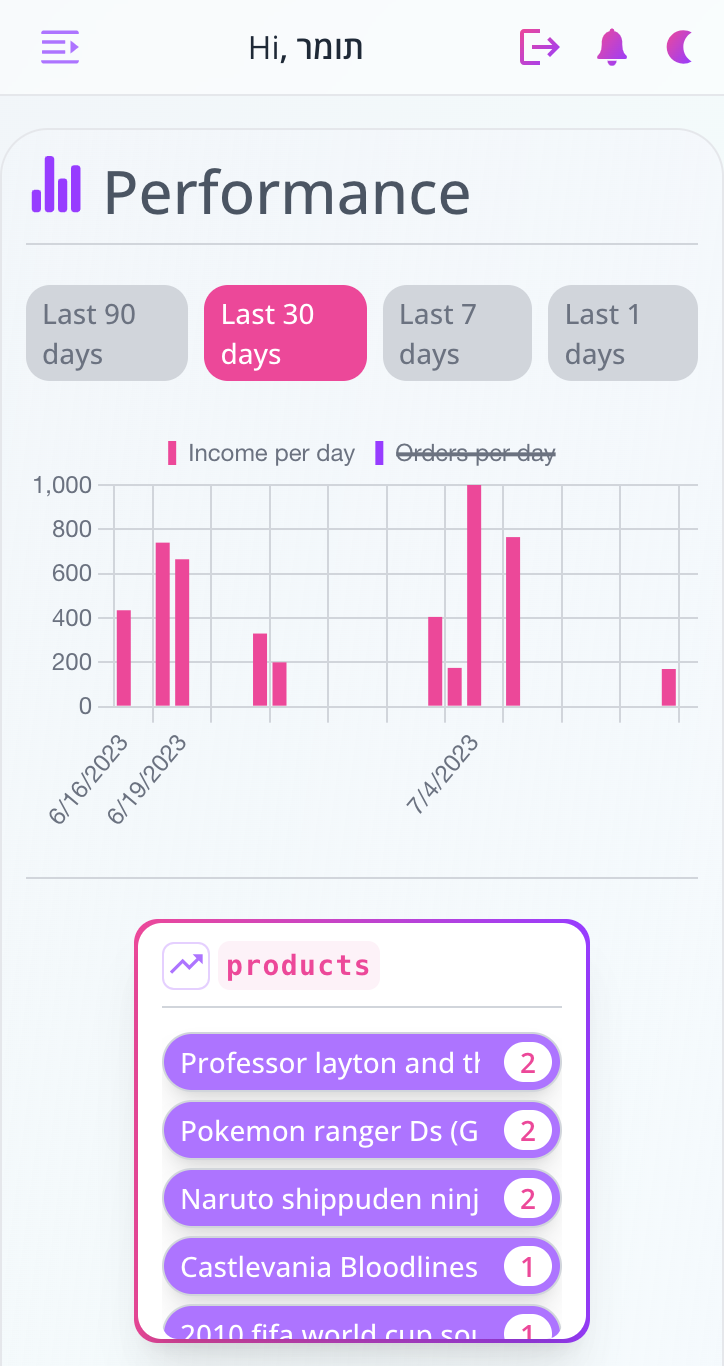 Hi, תומר
Performance
Last 90
days
Last 30
days
Last 7
days
Last 1
days
Income per day
Orders per day
1,000
800
600
400
200
0
6/16/2023
6/19/2023
7/4/2023
products
Professor layton and th
2
Pokemon ranger Ds (G
2
Naruto shippuden ninj
2
Castlevania Bloodlines
1
2010 fifa world cup sou
1